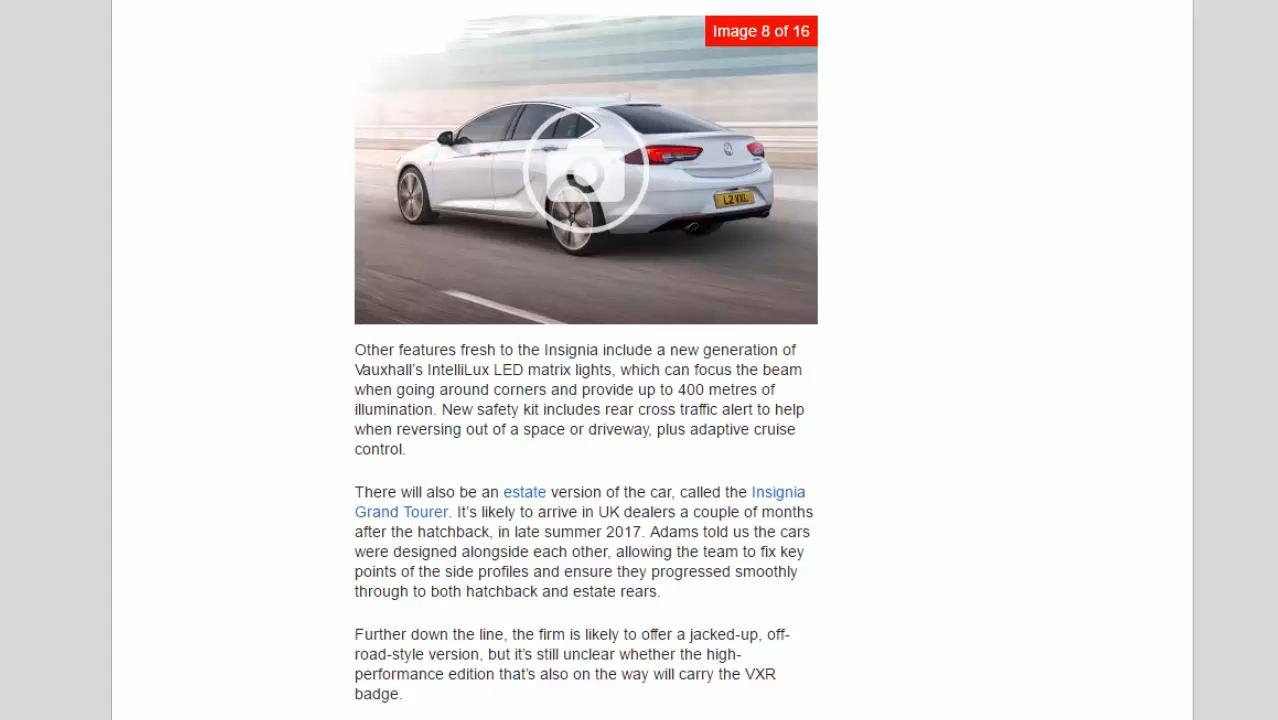 Image 8 of 16
L2 VXL
Other features fresh to the Insignia include a new generation of
Vauxhall's IntelliLux LED matrix lights, which can focus the beam
when going around corners and provide up to 400 metres of
illumination. New safety kit includes rear cross traffic alert to help
when reversing out of a space or driveway, plus adaptive cruise
control.
There will also be an estate version of the car, called the Insignia
Grand Tourer. It's likely to arrive in UK dealers a couple of months
after the hatchback, in late summer 2017. Adams told us the cars
were designed alongside each other, allowing the team to fix key
points of the side profiles and ensure they progressed smoothly
through to both hatchback and estate rears.
Further down the line, the firm is likely to offer a jacked-up, off-
road-style version, but it's still unclear whether the high-
performance edition that's also on the way will carry the VXR
badge.